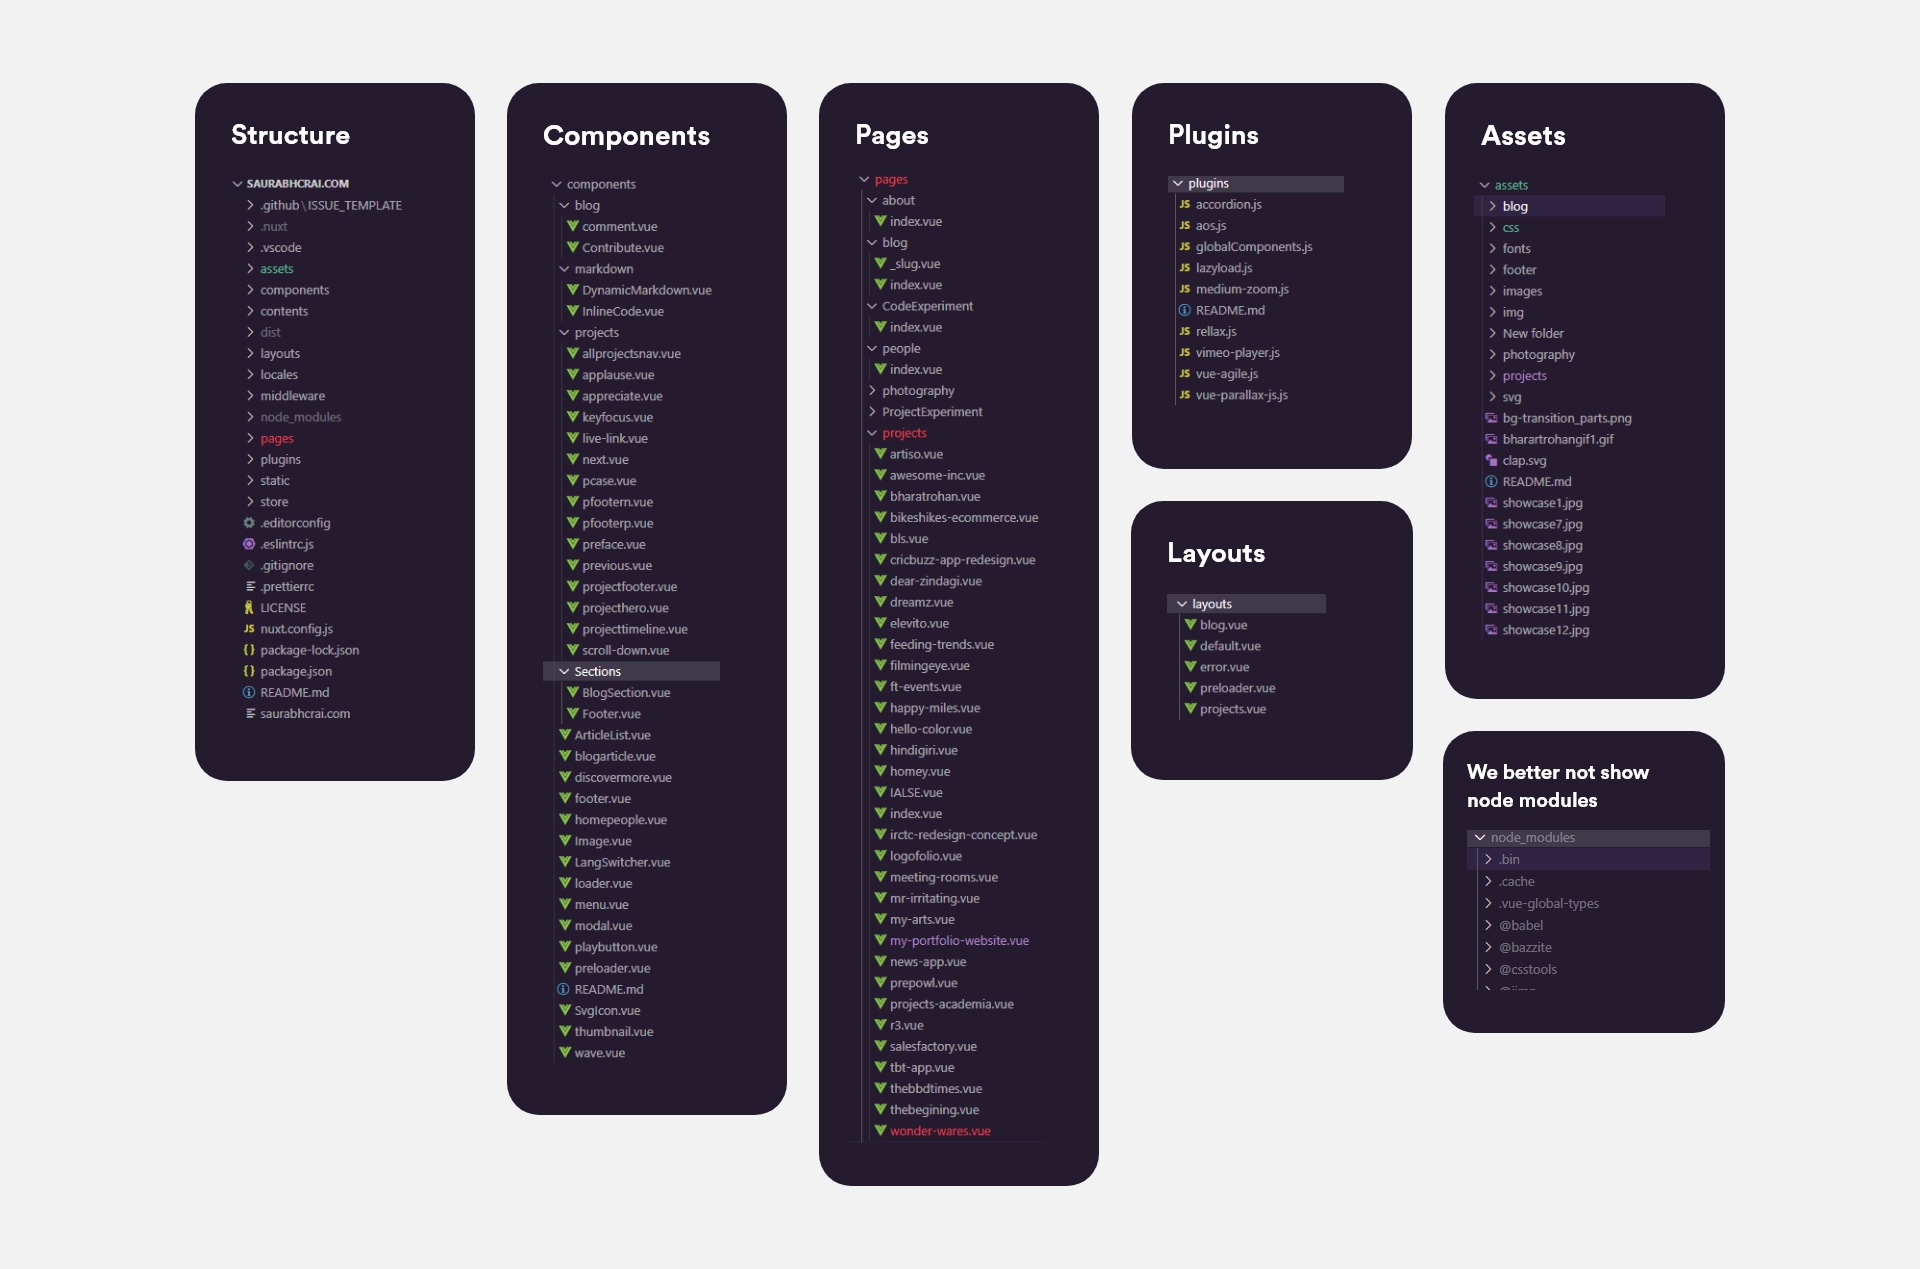 Structure
SAURABHCRAI.COM
.github\ISSUE_TEMPLATE
.nuxt
.vscode
assets
components
contents
dist
layouts
locales
middleware
node_modules
pages
plugins
static
store
.editorconfig
.eslintrc.js
.gitignore
.prettierrc
LICENSE
JS nuxt.config.js
{} package-lock.json
{} package.json
README.md
saurabhcrai.com
Components
components
blog
comment.vue
Contribute.vue
markdown
DynamicMarkdown.vue
InlineCode.vue
projects
allprojectsnav.vue
applause.vue
appreciate.vue
keyfocus.vue
live-link.vue
next.vue
pcase.vue
pfootern.vue
pfooterp.vue
preface.vue
previous.vue
projectfooter.vue
projecthero.vue
projecttimeline.vue
scroll-down.vue
Sections
BlogSection.vue
Footer.vue
ArticleList.vue
blogarticle.vue
discovermore.vue
footer.vue
homepeople.vue
Image.vue
LangSwitcher.vue
loader.vue
menu.vue
modal.vue
playbutton.vue
preloader.vue
README.md
SvgIcon.vue
thumbnail.vue
wave.vue
Pages
pages
about
index.vue
blog
_slug.vue
index.vue
CodeExperiment
index.vue
people
index.vue
photography
ProjectExperiment
projects
artiso.vue
awesome-inc.vue
bharatrohan.vue
bikeshikes-ecommerce.vue
bls.vue
cricbuzz-app-redesign.vue
dear-zindagi.vue
dreamz.vue
elevito.vue
feeding-trends.vue
filmingeye.vue
ft-events.vue
happy-miles.vue
hello-color.vue
hindigiri.vue
homey.vue
IALSE.vue
index.vue
irctc-redesign-concept.vue
logofolio.vue
meeting-rooms.vue
mr-irritating.vue
my-arts.vue
my-portfolio-website.vue
news-app.vue
prepowl.vue
projects-academia.vue
r3.vue
salesfactory.vue
tbt-app.vue
thebbdtimes.vue
thebegining.vue
wonder-wares.vue
Plugins
plugins
JS accordion.js
JS aos.js
JS globalComponents.js
JS lazyload.js
JS medium-zoom.js
README.md
JS rellax.js
JS vimeo-player.js
JS vue-agile.js
JS vue-parallax-js.js
Layouts
layouts
blog.vue
default.vue
error.vue
preloader.vue
projects.vue
Assets
assets
blog
css
fonts
footer
images
img
New folder
photography
projects
svg
bg-transition_parts.png
bharartrohangif1.gif
clap.svg
README.md
showcase1.jpg
showcase7.jpg
showcase8.jpg
showcase9.jpg
showcase10.jpg
showcase11.jpg
showcase12.jpg
We better not show
node modules
node_modules
.bin
.cache
.vue-global-types
@babel
@bazzite
@csstools